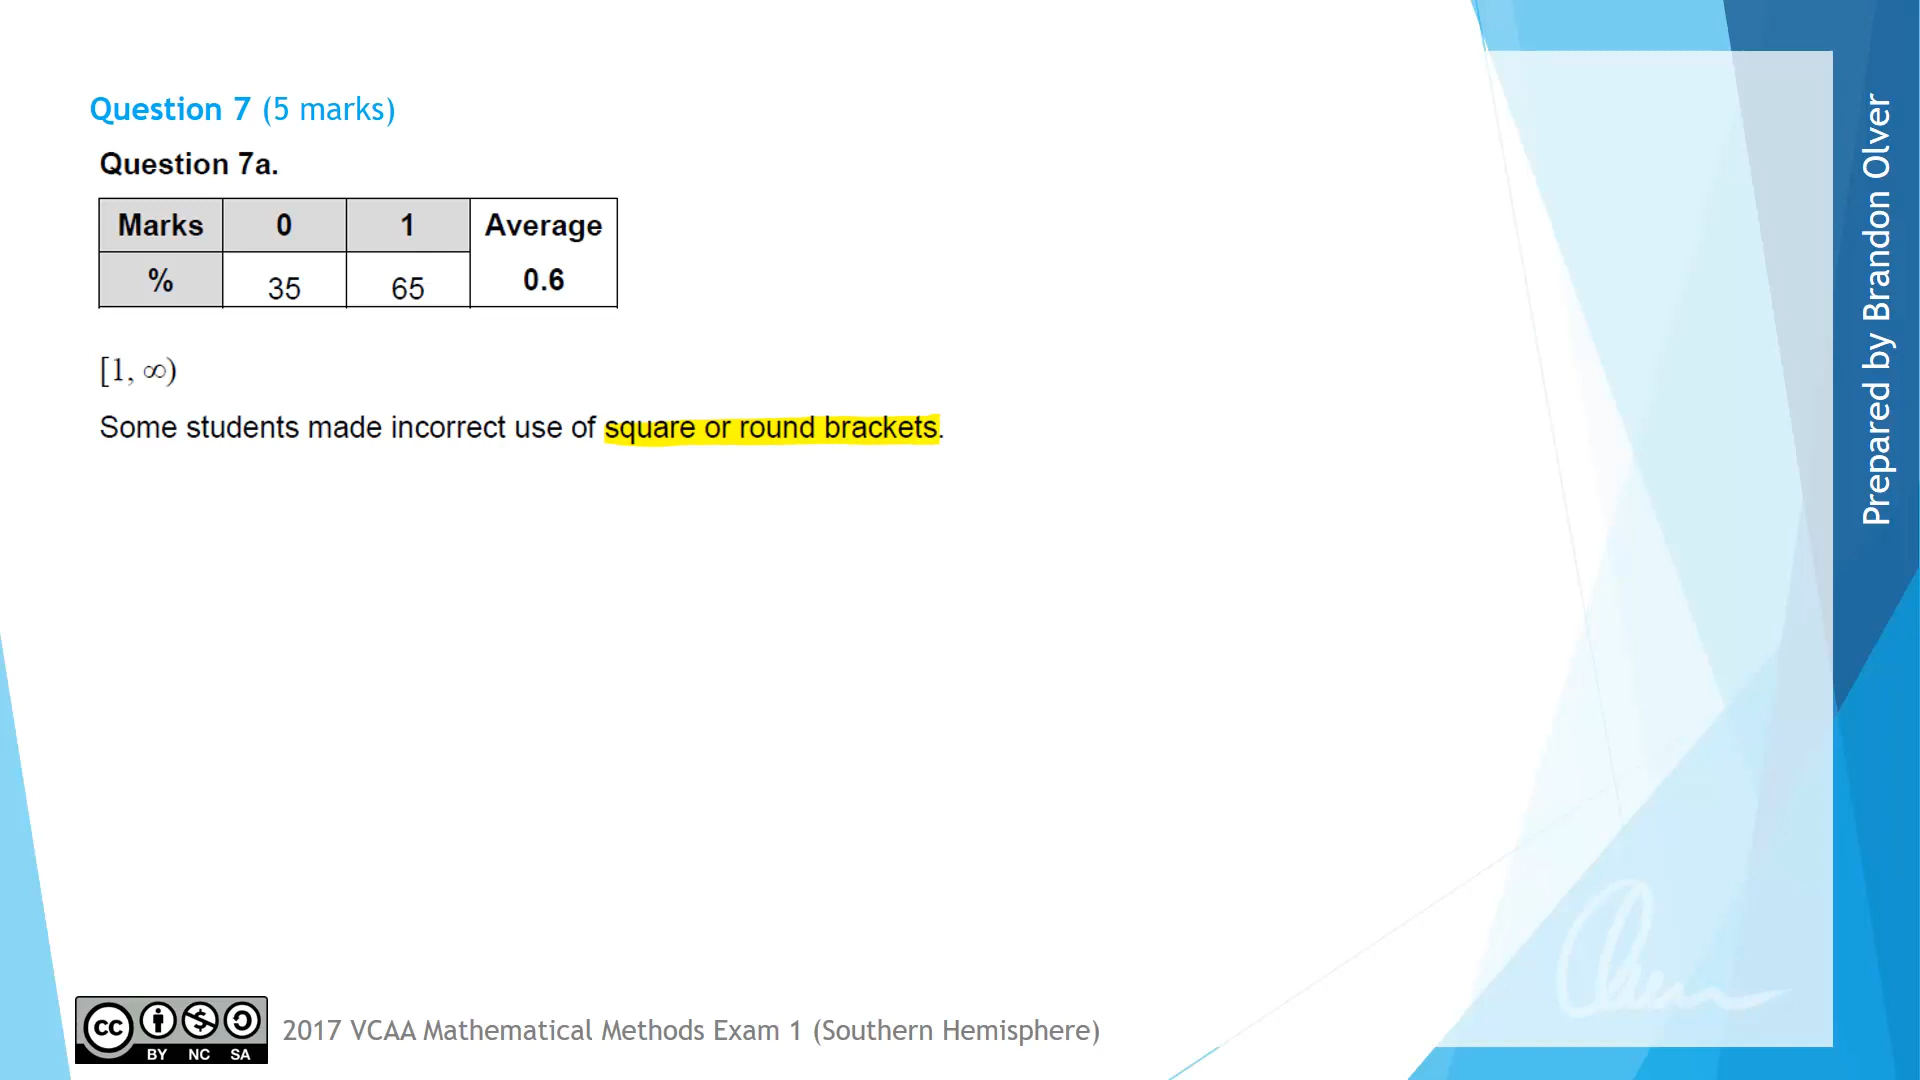 Question 7 (5 marks)
Question 7a.
Marks 0 1 Average
% 35 65 0.6
[1, ∞)
Some students made incorrect use of square or round brackets.
Prepared by Brandon Olver
cc BY NC SA
2017 VCAA Mathematical Methods Exam 1 (Southern Hemisphere)